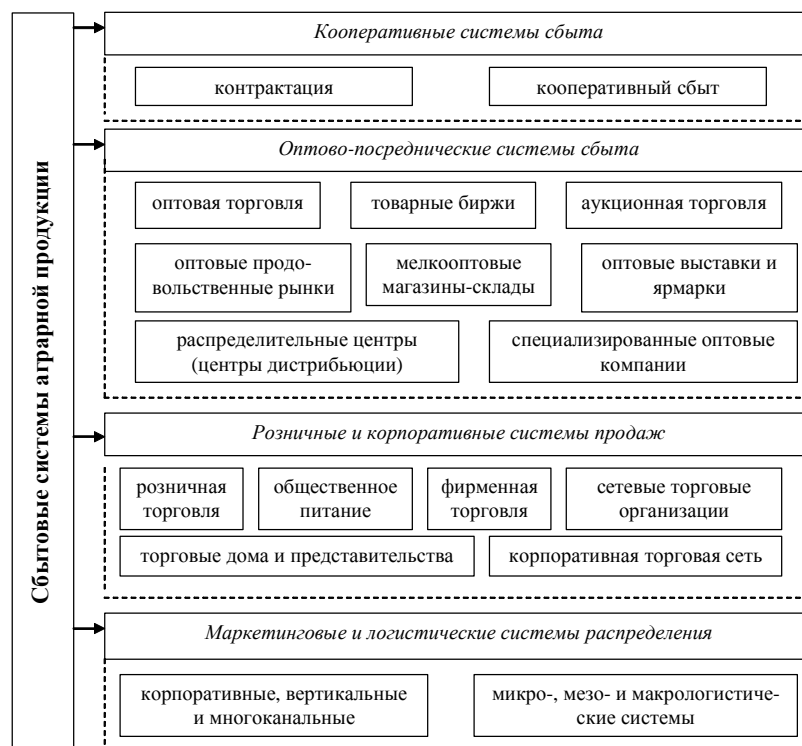 Сбытовые системы аграрной продукции
Кооперативные системы сбыта
контрактация
кооперативный сбыт
Оптово-посреднические системы сбыта
оптовая торговля
товарные биржи
аукционная торговля
оптовые продо-
вольственные рынки
мелкооптовые
магазины-склады
оптовые выставки и
ярмарки
распределительные центры
(центры дистрибьюции)
специализированные оптовые
компании
Розничные и корпоративные системы продаж
розничная
торговля
общественное
питание
фирменная
торговля
сетевые торговые
организации
торговые дома и представительства
корпоративная торговая сеть
Маркетинговые и логистические системы распределения
корпоративные, вертикальные
и многоканальные
микро-, мезо- и макрологистиче-
ские системы